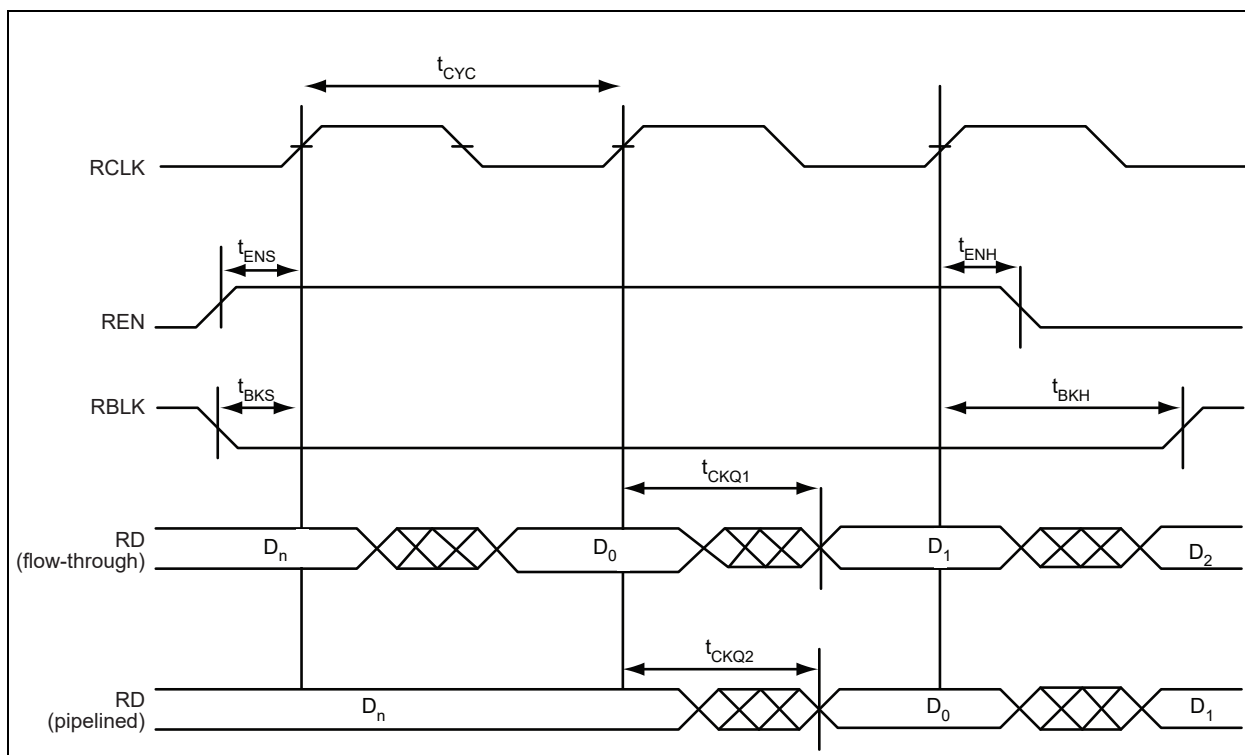 tCYC
RCLK
tENS
tENH
REN
tBKS
tBKH
RBLK
tCKQ1
RD
(flow-through)
Dn
D0
D1
D2
tCKQ2
RD
(pipelined)
Dn
D0
D1